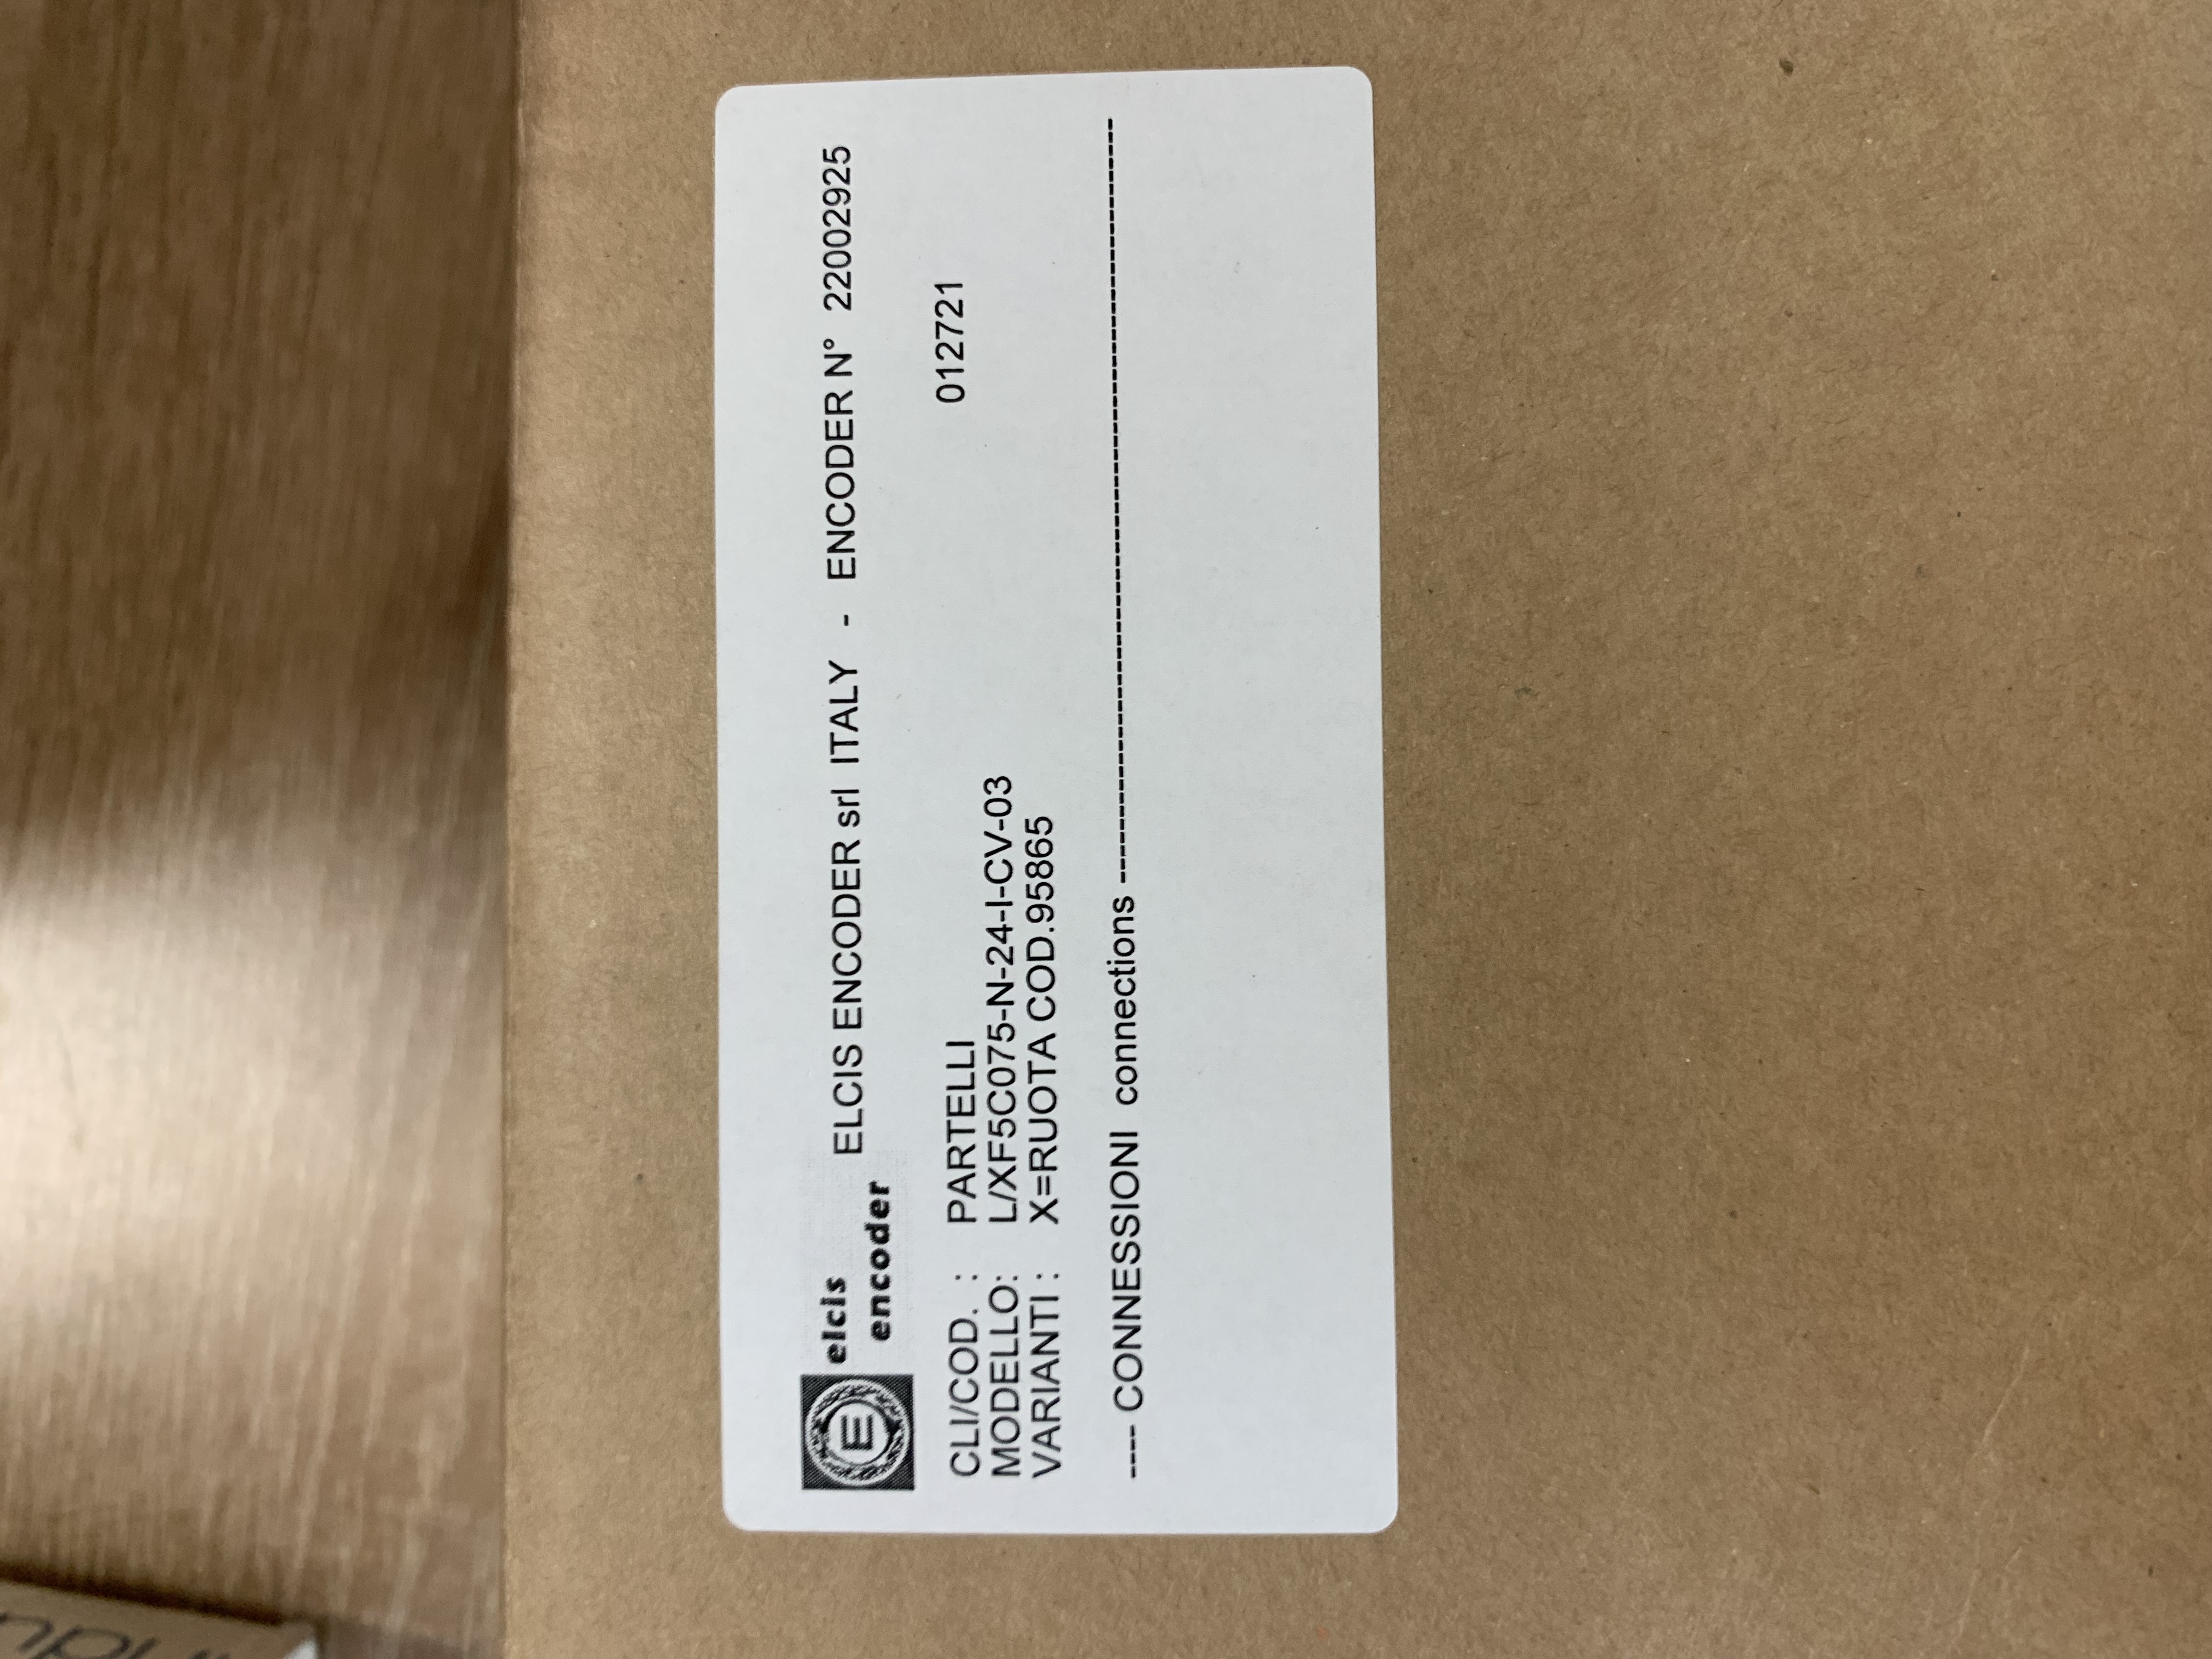 elcis
encoder
ELCIS ENCODER srl ITALY - ENCODER N° 22002925
CLI/COD. : PARTELLI 012721
MODELLO: L/XF5C075-N-24-I-CV-03
VARIANTI : X=RUOTA COD.95865
---- CONNESSIONI connections ------------------------------------------------------------